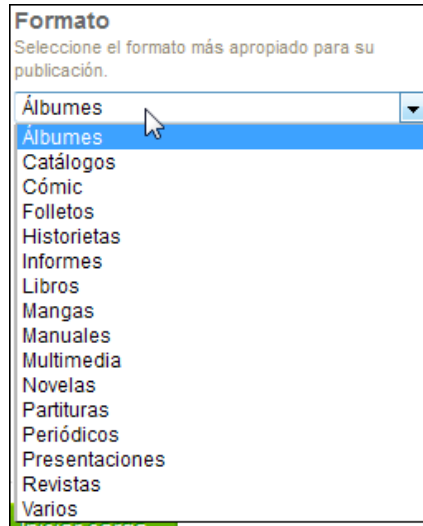 Formato
Seleccione el formato más apropiado para su
publicación.
Álbumes
Álbumes
Catálogos
Cómic
Folletos
Historietas
Informes
Libros
Mangas
Manuales
Multimedia
Novelas
Partituras
Periódicos
Presentaciones
Revistas
Varios